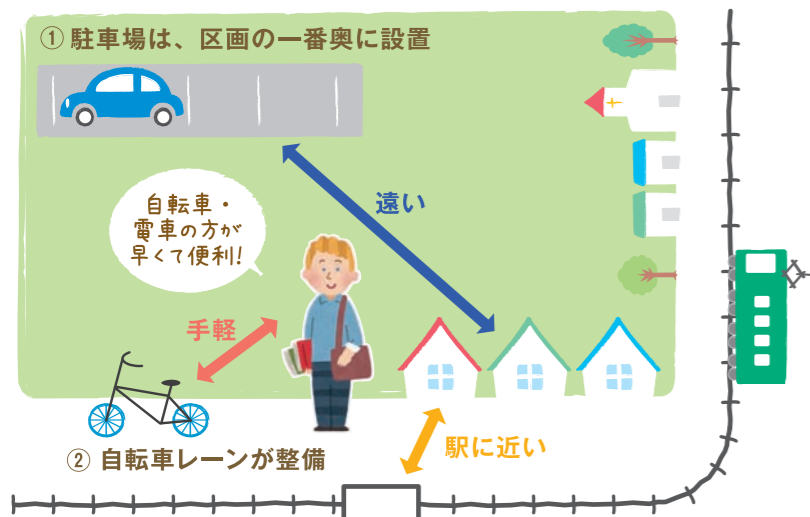 ① 駐車場は、区画の一番奥に設置
遠い
自転車・
電車の方が
早くて便利!
手軽
駅に近い
② 自転車レーンが整備